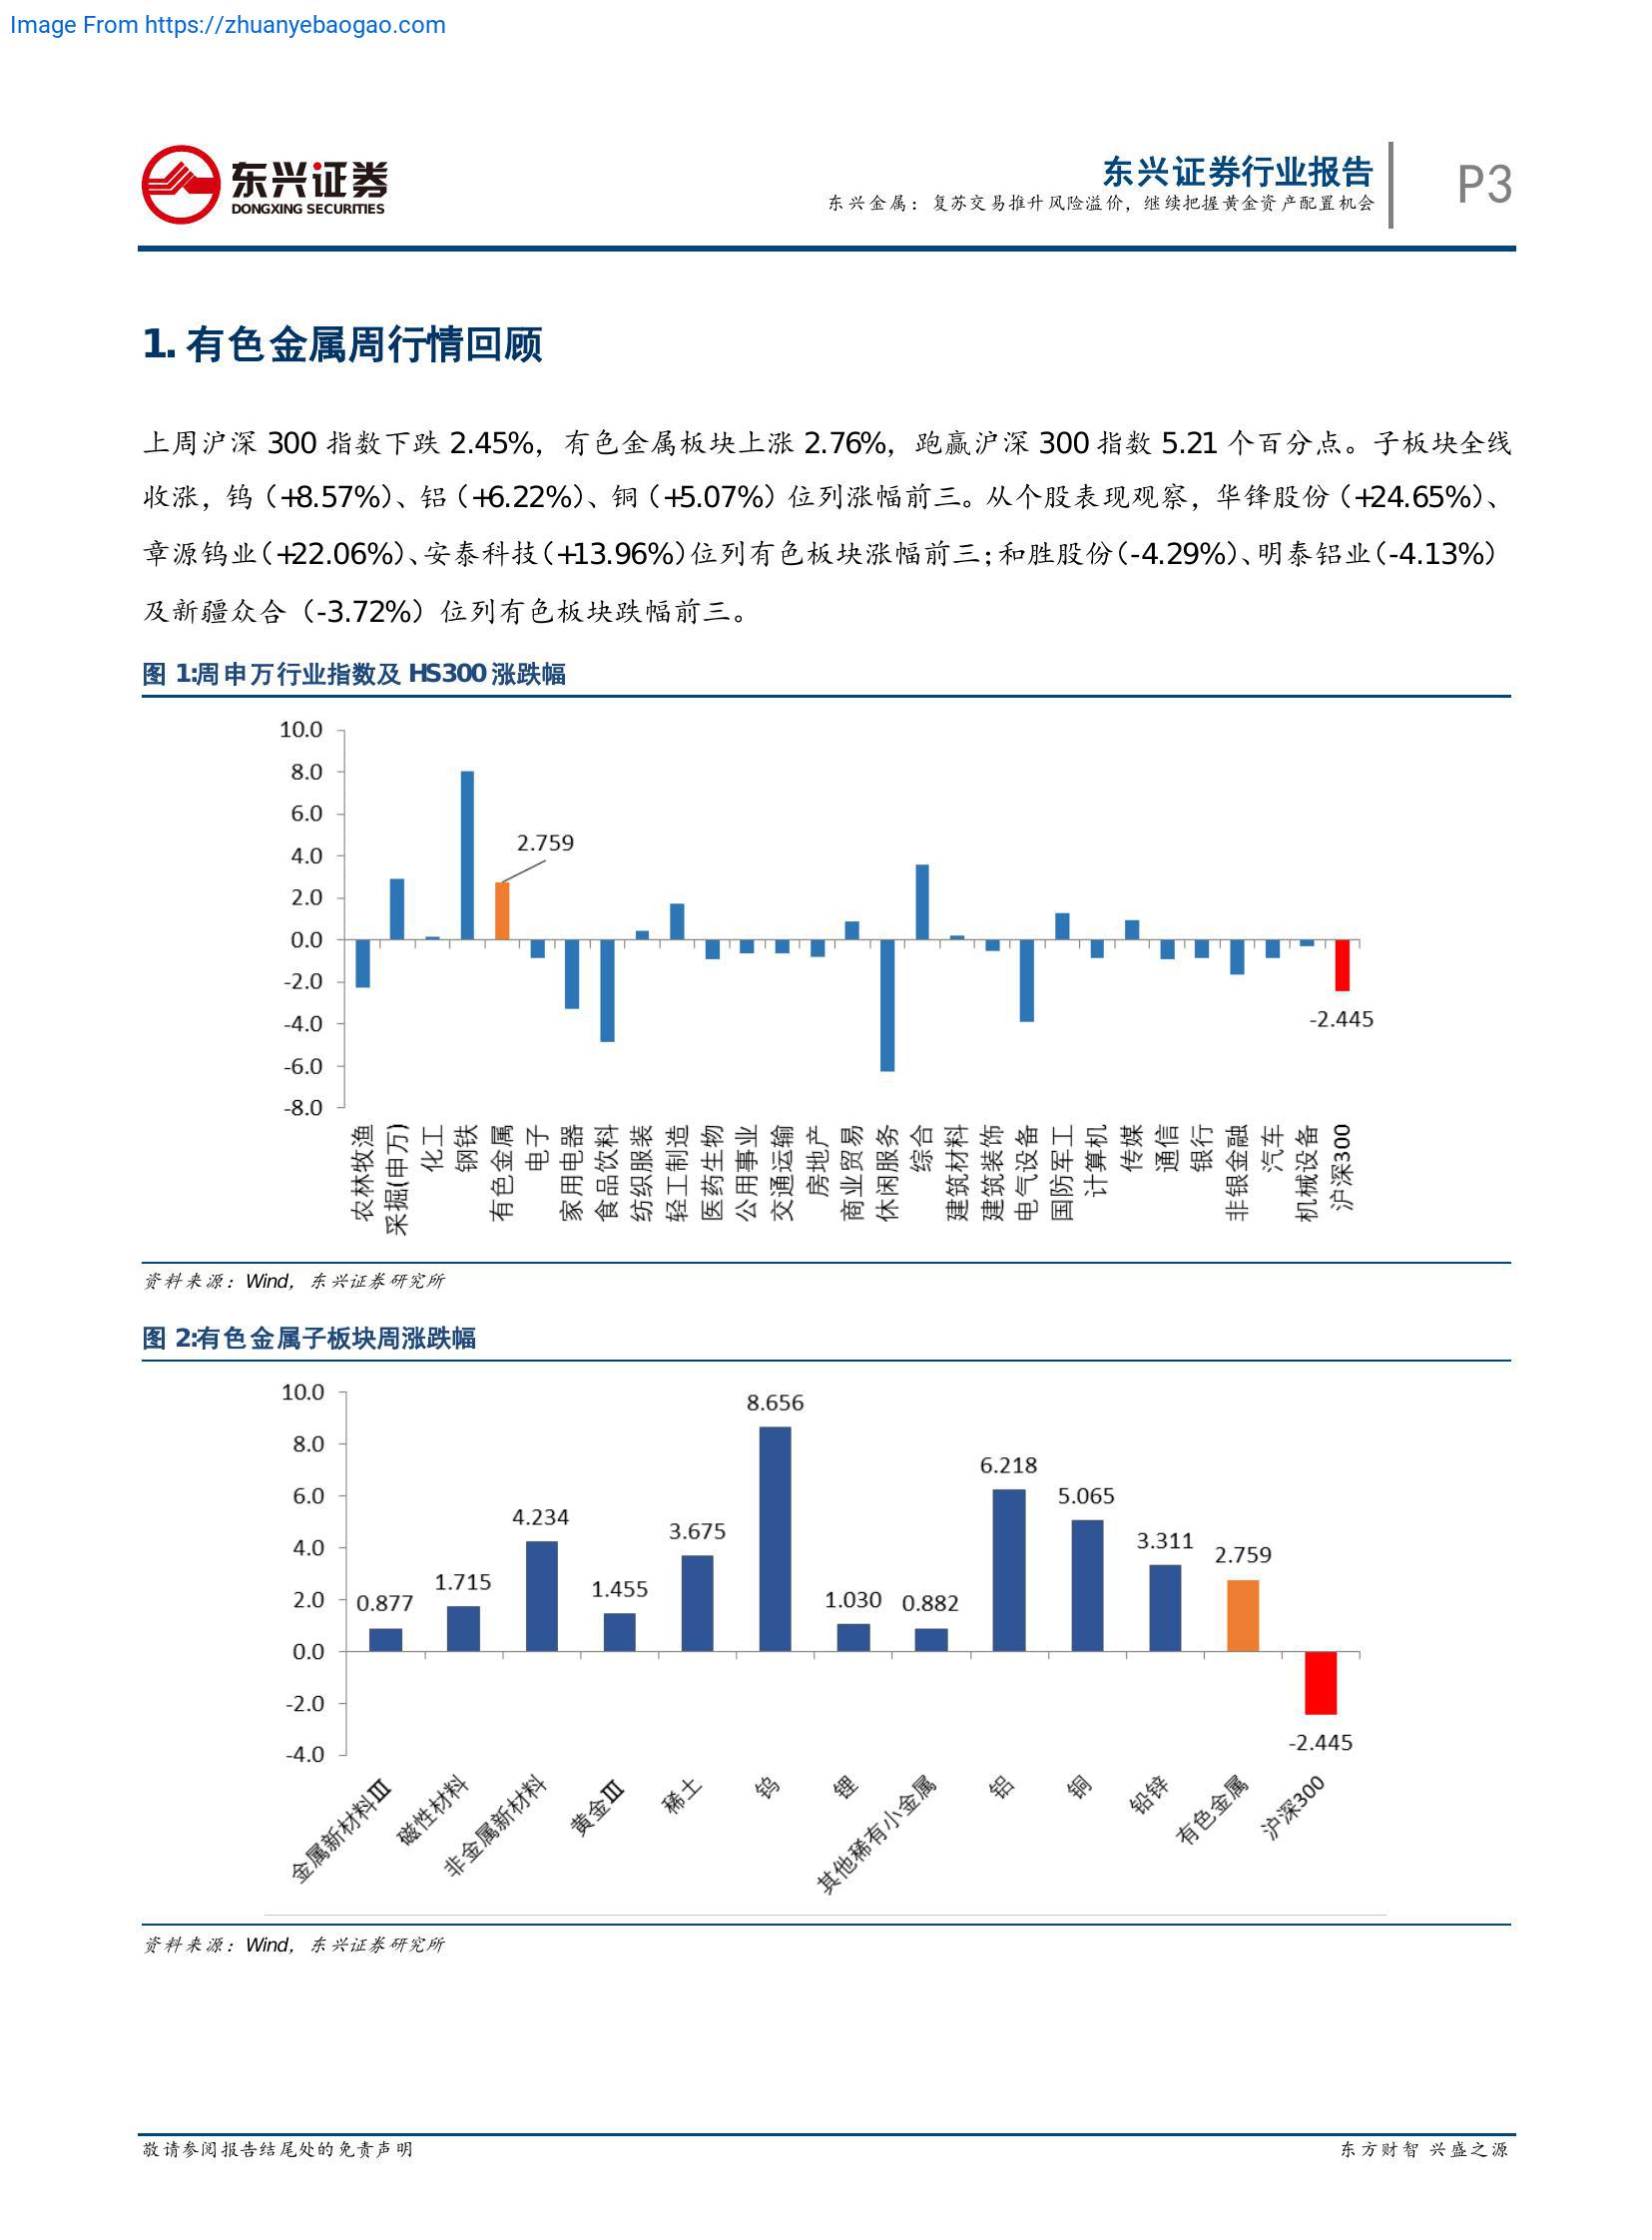 Image From https://zhuanyebaogao.com
东兴证券
DONGXING SECURITIES
东兴证券行业报告
东兴金属：复苏交易推升风险溢价，继续把握黄金资产配置机会
P3
1. 有色金属周行情回顾
上周沪深 300 指数下跌 2.45%，有色金属板块上涨 2.76%，跑赢沪深 300 指数 5.21 个百分点。子板块全线
收涨，钨（+8.57%）、铝（+6.22%）、铜（+5.07%）位列涨幅前三。从个股表现观察，华锋股份（+24.65%）、
章源钨业（+22.06%）、安泰科技（+13.96%）位列有色板块涨幅前三；和胜股份（-4.29%）、明泰铝业（-4.13%）
及新疆众合（-3.72%）位列有色板块跌幅前三。
图 1:周申万行业指数及 HS300 涨跌幅
10.0
8.0
6.0
4.0
2.0
0.0
-2.0
-4.0
-6.0
-8.0
2.759
-2.445
农林牧渔
采掘(申万)
化工
钢铁
有色金属
电子
家用电器
食品饮料
纺织服装
轻工制造
医药生物
公用事业
交通运输
房地产
商业贸易
休闲服务
综合
建筑材料
建筑装饰
电气设备
国防军工
计算机
传媒
通信
银行
非银金融
汽车
机械设备
沪深300
资料来源：Wind，东兴证券研究所
图 2:有色金属子板块周涨跌幅
10.0
8.0
6.0
4.0
2.0
0.0
-2.0
-4.0
0.877
1.715
4.234
1.455
3.675
8.656
1.030
0.882
6.218
5.065
3.311
2.759
-2.445
金属新材料Ⅲ
磁性材料
非金属新材料
黄金Ⅲ
稀土
钨
锂
其他稀有小金属
铝
铜
铅锌
有色金属
沪深300
资料来源：Wind，东兴证券研究所
敬请参阅报告结尾处的免责声明
东方财智 兴盛之源